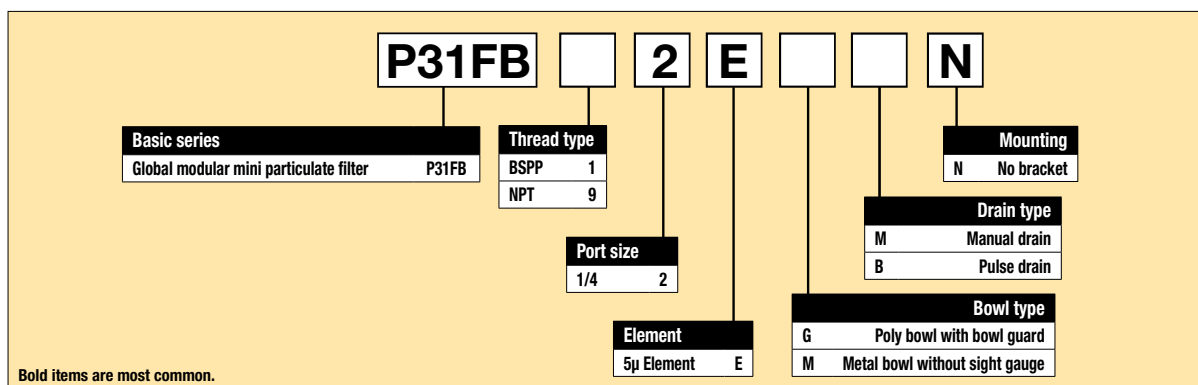 P31FB 2 E N
Basic series
Global modular mini particulate filter P31FB
Thread type
BSPP 1
NPT 9
Port size
1/4 2
Element
5µ Element E
Mounting
N No bracket
Drain type
M Manual drain
B Pulse drain
Bowl type
G Poly bowl with bowl guard
M Metal bowl without sight gauge
Bold items are most common.